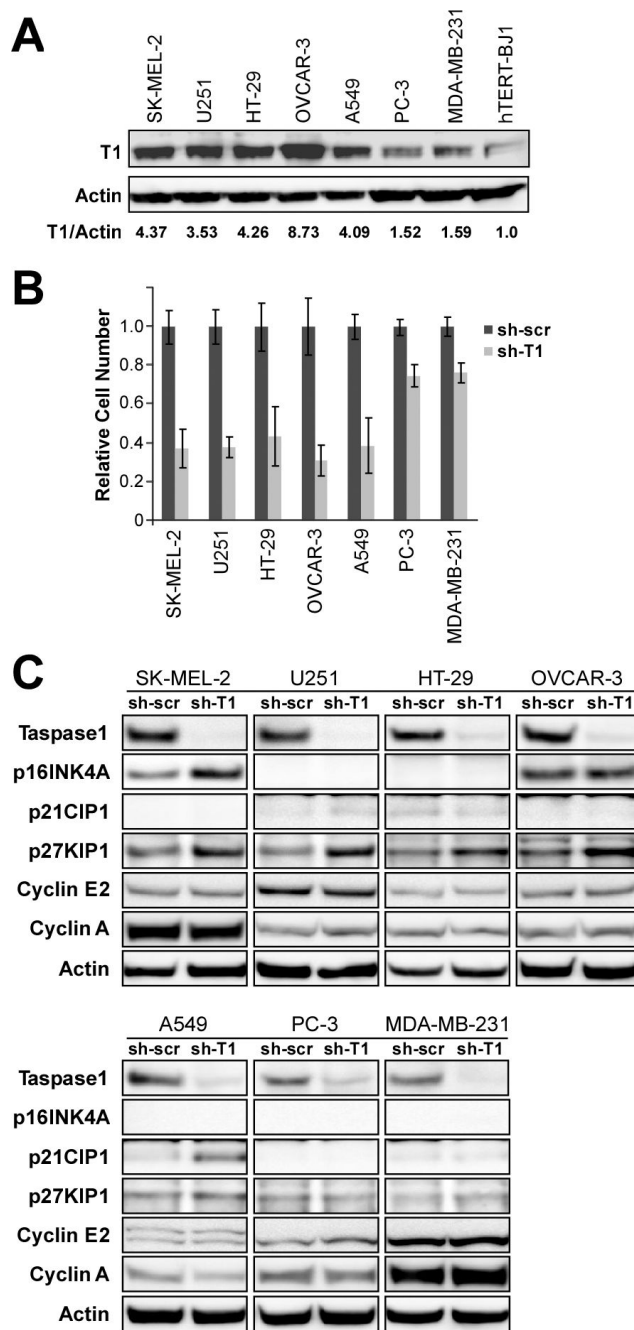 A
SK-MEL-2 U251 HT-29 OVCAR-3 A549 PC-3 MDA-MB-231 hTERT-BJ1
T1
Actin
T1/Actin 4.37 3.53 4.26 8.73 4.09 1.52 1.59 1.0
B
Relative Cell Number
1.0
0.8
0.6
0.4
0.2
0
sh-scr
sh-T1
SK-MEL-2 U251 HT-29 OVCAR-3 A549 PC-3 MDA-MB-231
C
SK-MEL-2 U251 HT-29 OVCAR-3
sh-scr sh-T1 sh-scr sh-T1 sh-scr sh-T1 sh-scr sh-T1
Taspase1
p16INK4A
p21CIP1
p27KIP1
Cyclin E2
Cyclin A
Actin
A549 PC-3 MDA-MB-231
sh-scr sh-T1 sh-scr sh-T1 sh-scr sh-T1
Taspase1
p16INK4A
p21CIP1
p27KIP1
Cyclin E2
Cyclin A
Actin